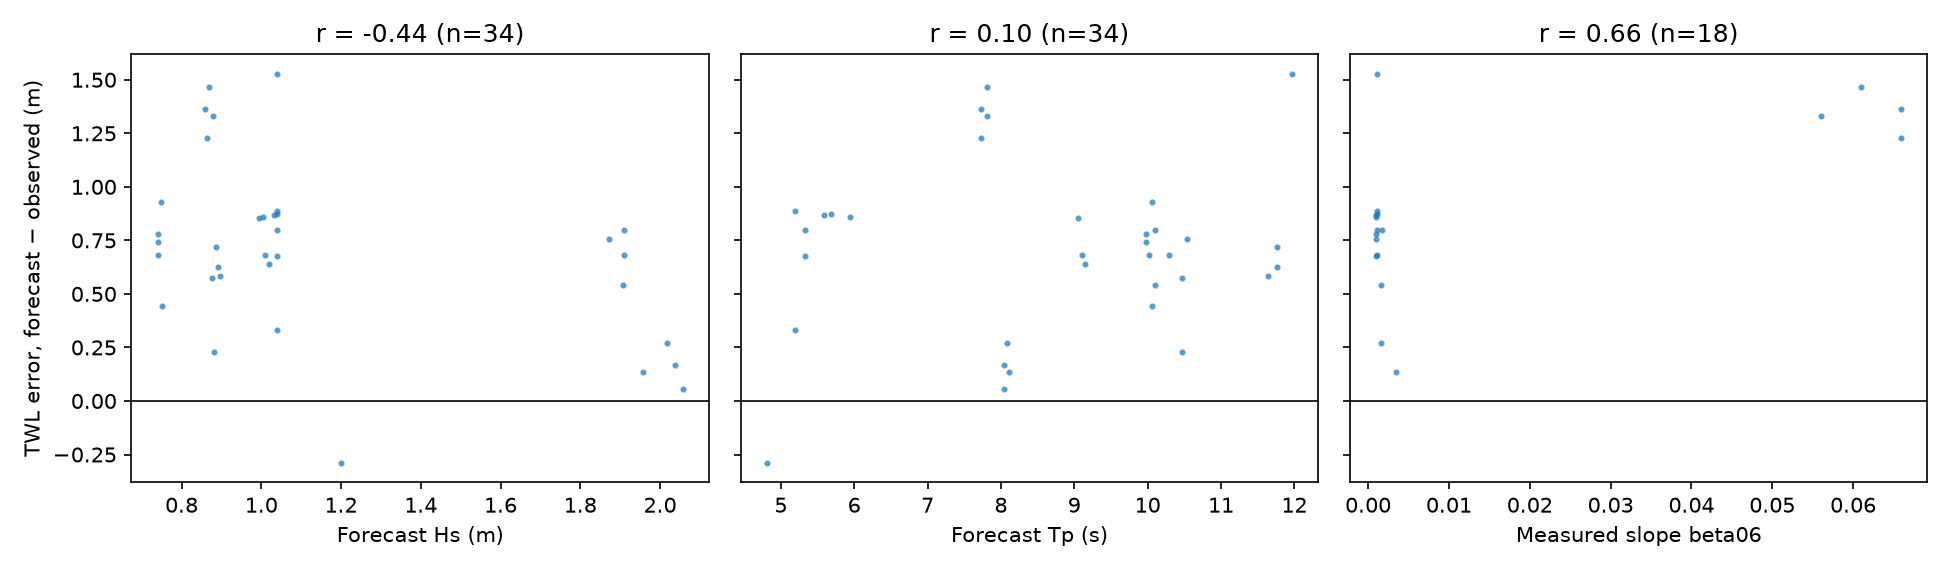 r = -0.44 (n=34)
r = 0.10 (n=34)
r = 0.66 (n=18)
TWL error, forecast − observed (m)
1.50
1.25
1.00
0.75
0.50
0.25
0.00
−0.25
0.8 1.0 1.2 1.4 1.6 1.8 2.0
5 6 7 8 9 10 11 12
0.00 0.01 0.02 0.03 0.04 0.05 0.06
Forecast Hs (m)
Forecast Tp (s)
Measured slope beta06